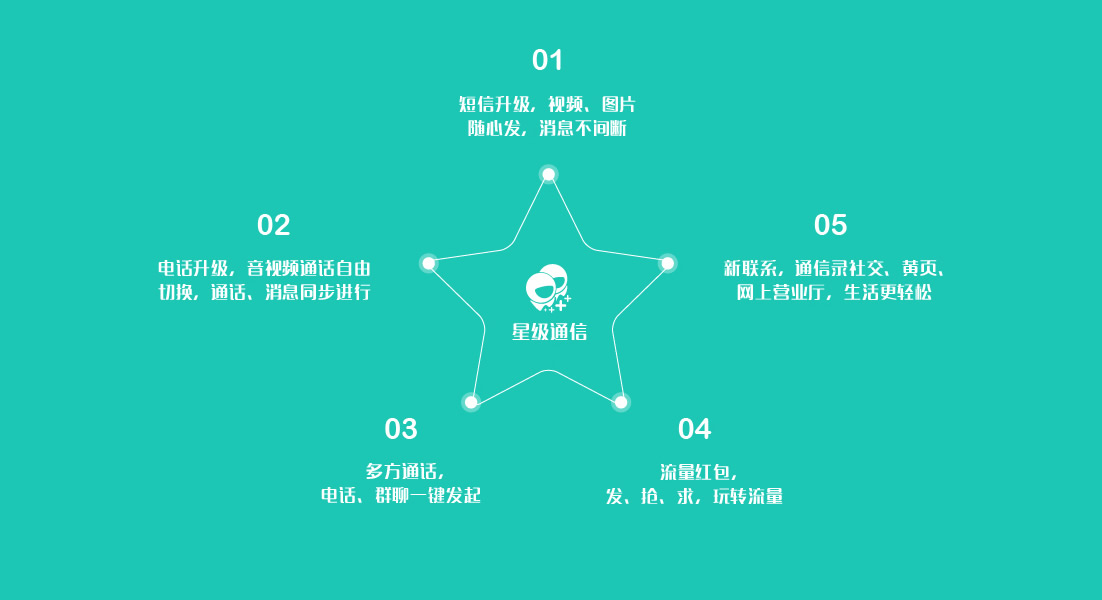 01
短信升级，视频、图片
随心发，消息不间断
02
电话升级，音视频通话自由
切换，通话、消息同步进行
05
新联系，通信录社交、黄页、
网上营业厅，生活更轻松
星级通信
03
多方通话，
电话、群聊一键发起
04
流量红包，
发、抢、求，玩转流量